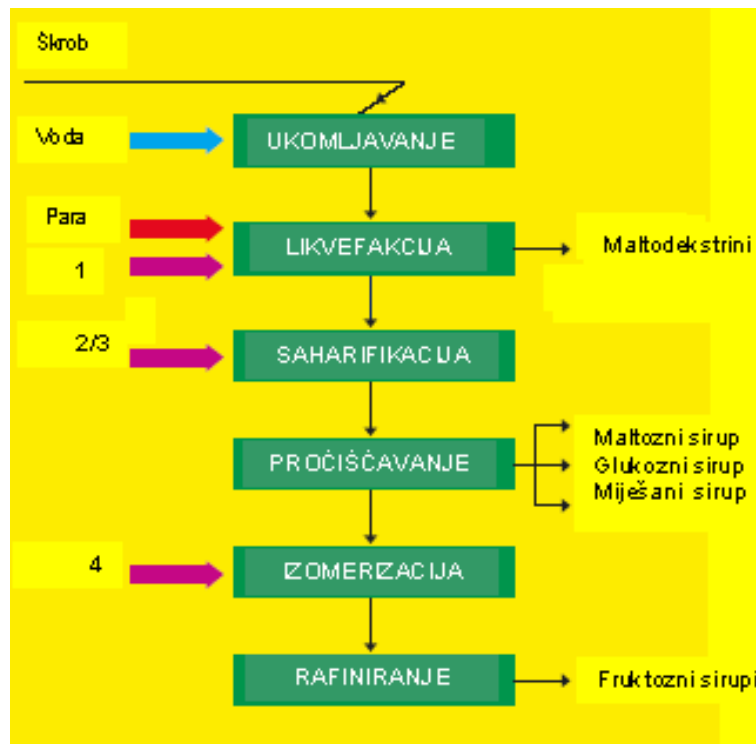 Škrob
Voda
UKOMLJAVANJE
Para
1
LIKVEFAKCIJA
Maltodekstrini
2/3
SAHARIFIKACIJA
PROČIŠĆAVANJE
Maltozni sirup
Glukozni sirup
Miješani sirup
4
IZOMERIZACIJA
RAFINIRANJE
Fruktozni sirupi